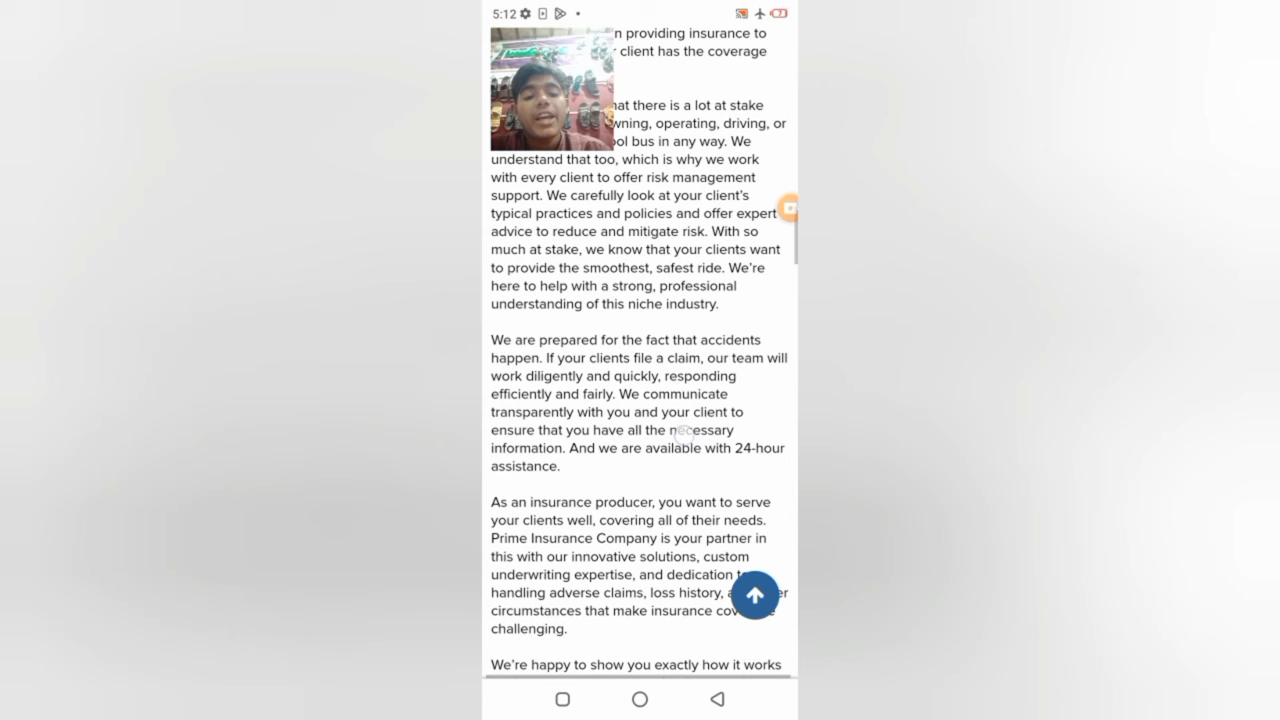 5:12
7
n providing insurance to
client has the coverage
hat there is a lot at stake
wning, operating, driving, or
ol bus in any way. We
understand that too, which is why we work
with every client to offer risk management
support. We carefully look at your client's
typical practices and policies and offer expert
advice to reduce and mitigate risk. With so
much at stake, we know that your clients want
to provide the smoothest, safest ride. We're
here to help with a strong, professional
understanding of this niche industry.
We are prepared for the fact that accidents
happen. If your clients file a claim, our team will
work diligently and quickly, responding
efficiently and fairly. We communicate
transparently with you and your client to
ensure that you have all the necessary
information. And we are available with 24-hour
assistance.
As an insurance producer, you want to serve
your clients well, covering all of their needs.
Prime Insurance Company is your partner in
this with our innovative solutions, custom
underwriting expertise, and dedication
handling adverse claims, loss history,
circumstances that make insurance
challenging.
We're happy to show you exactly how it works